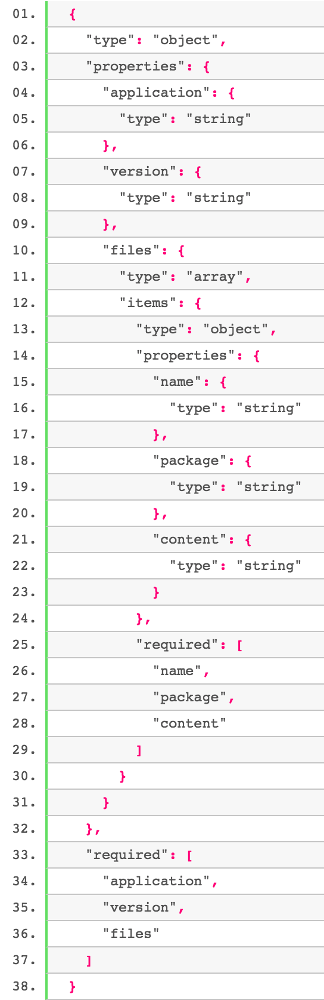 01. {
02.   "type": "object",
03.   "properties": {
04.     "application": {
05.       "type": "string"
06.     },
07.     "version": {
08.       "type": "string"
09.     },
10.     "files": {
11.       "type": "array",
12.       "items": {
13.         "type": "object",
14.         "properties": {
15.           "name": {
16.             "type": "string"
17.           },
18.           "package": {
19.             "type": "string"
20.           },
21.           "content": {
22.             "type": "string"
23.           }
24.         },
25.         "required": [
26.           "name",
27.           "package",
28.           "content"
29.         ]
30.       }
31.     }
32.   },
33.   "required": [
34.     "application",
35.     "version",
36.     "files"
37.   ]
38. }